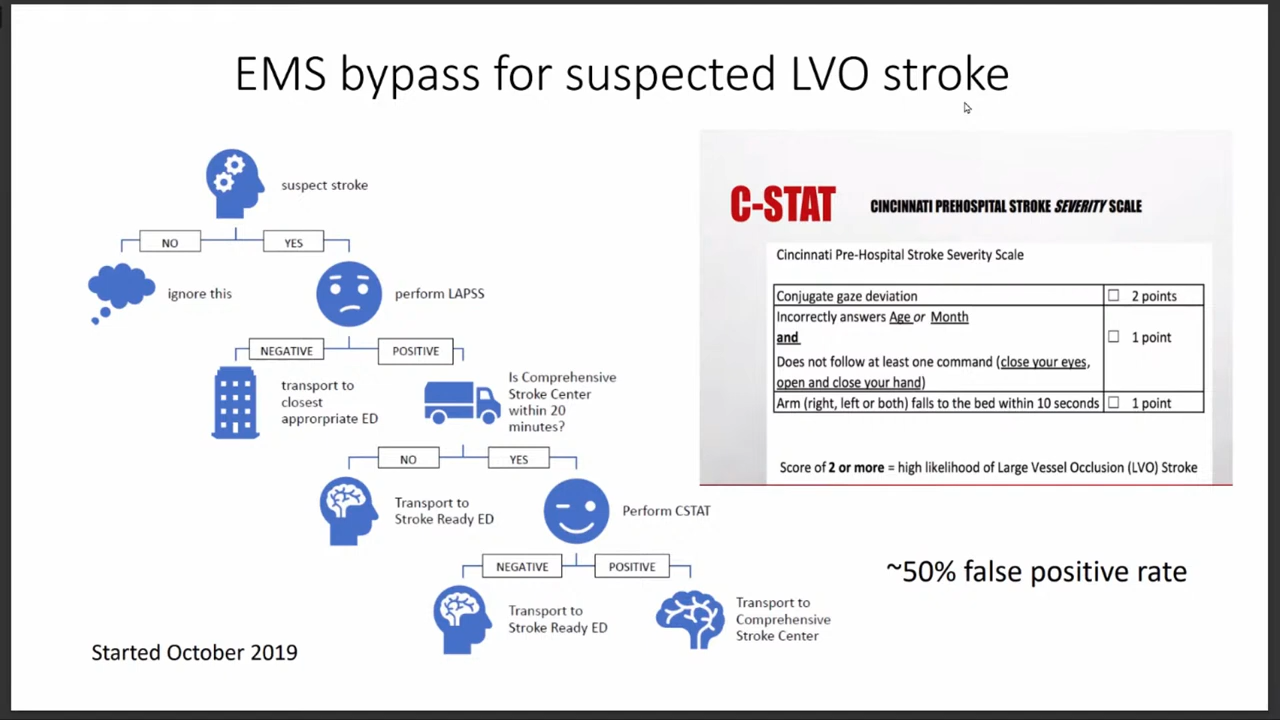 EMS bypass for suspected LVO stroke
suspect stroke
NO
YES
ignore this
perform LAPSS
NEGATIVE
POSITIVE
transport to
closest
approrpriate ED
Is Comprehensive
Stroke Center
within 20
minutes?
NO
YES
Transport to
Stroke Ready ED
Perform CSTAT
NEGATIVE
POSITIVE
Transport to
Stroke Ready ED
Transport to
Comprehensive
Stroke Center
Started October 2019
C-STAT
CINCINNATI PREHOSPITAL STROKE SEVERITY SCALE
Cincinnati Pre-Hospital Stroke Severity Scale
Conjugate gaze deviation
☐ 2 points
Incorrectly answers Age or Month
and
☐ 1 point
Does not follow at least one command (close your eyes,
open and close your hand)
Arm (right, left or both) falls to the bed within 10 seconds
☐ 1 point
Score of 2 or more = high likelihood of Large Vessel Occlusion (LVO) Stroke
~50% false positive rate